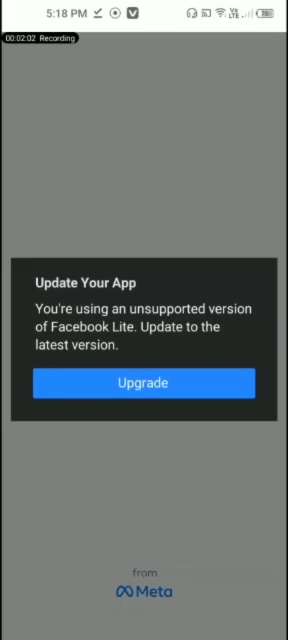 5:18 PM
00:02:02 Recording
Update Your App
You're using an unsupported version
of Facebook Lite. Update to the
latest version.
Upgrade
from
Meta